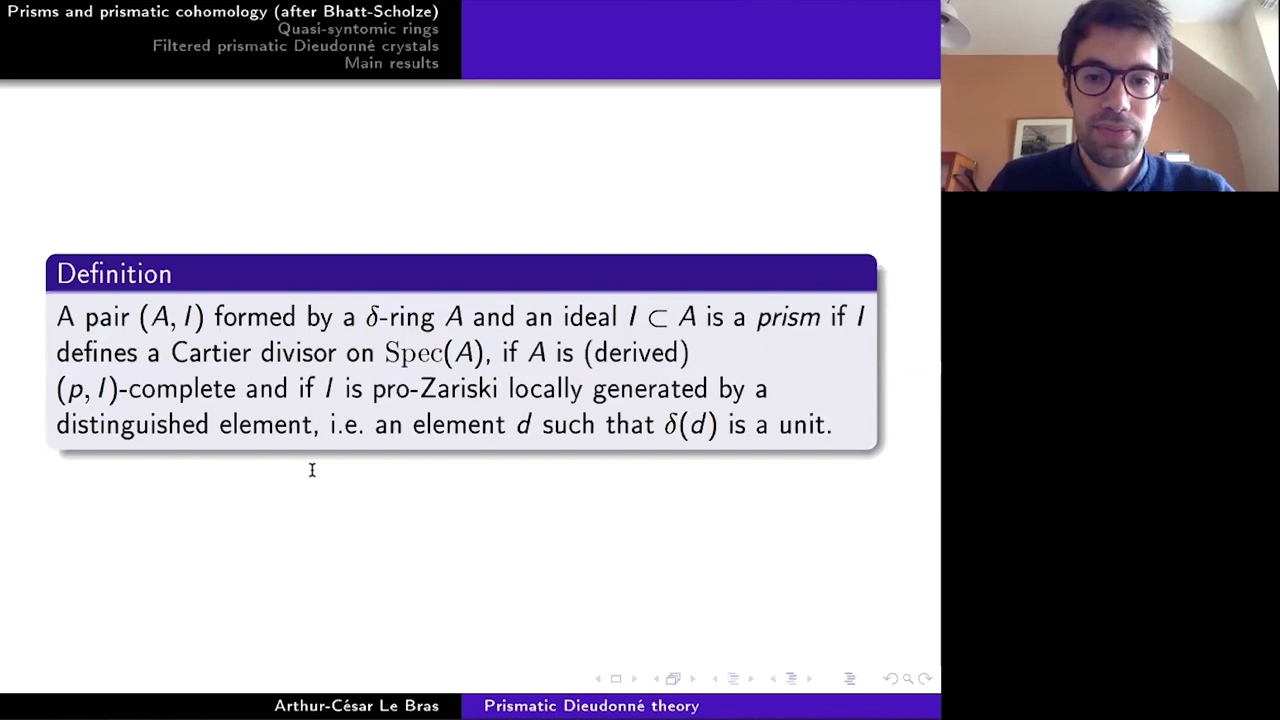 Prisms and prismatic cohomology (after Bhatt-Scholze)
Quasi-syntomic rings
Filtered prismatic Dieudonné crystals
Main results
Definition
A pair (A, I) formed by a δ-ring A and an ideal I ⊂ A is a prism if I
defines a Cartier divisor on Spec(A), if A is (derived)
(p, I)-complete and if I is pro-Zariski locally generated by a
distinguished element, i.e. an element d such that δ(d) is a unit.
Arthur-César Le Bras
Prismatic Dieudonné theory